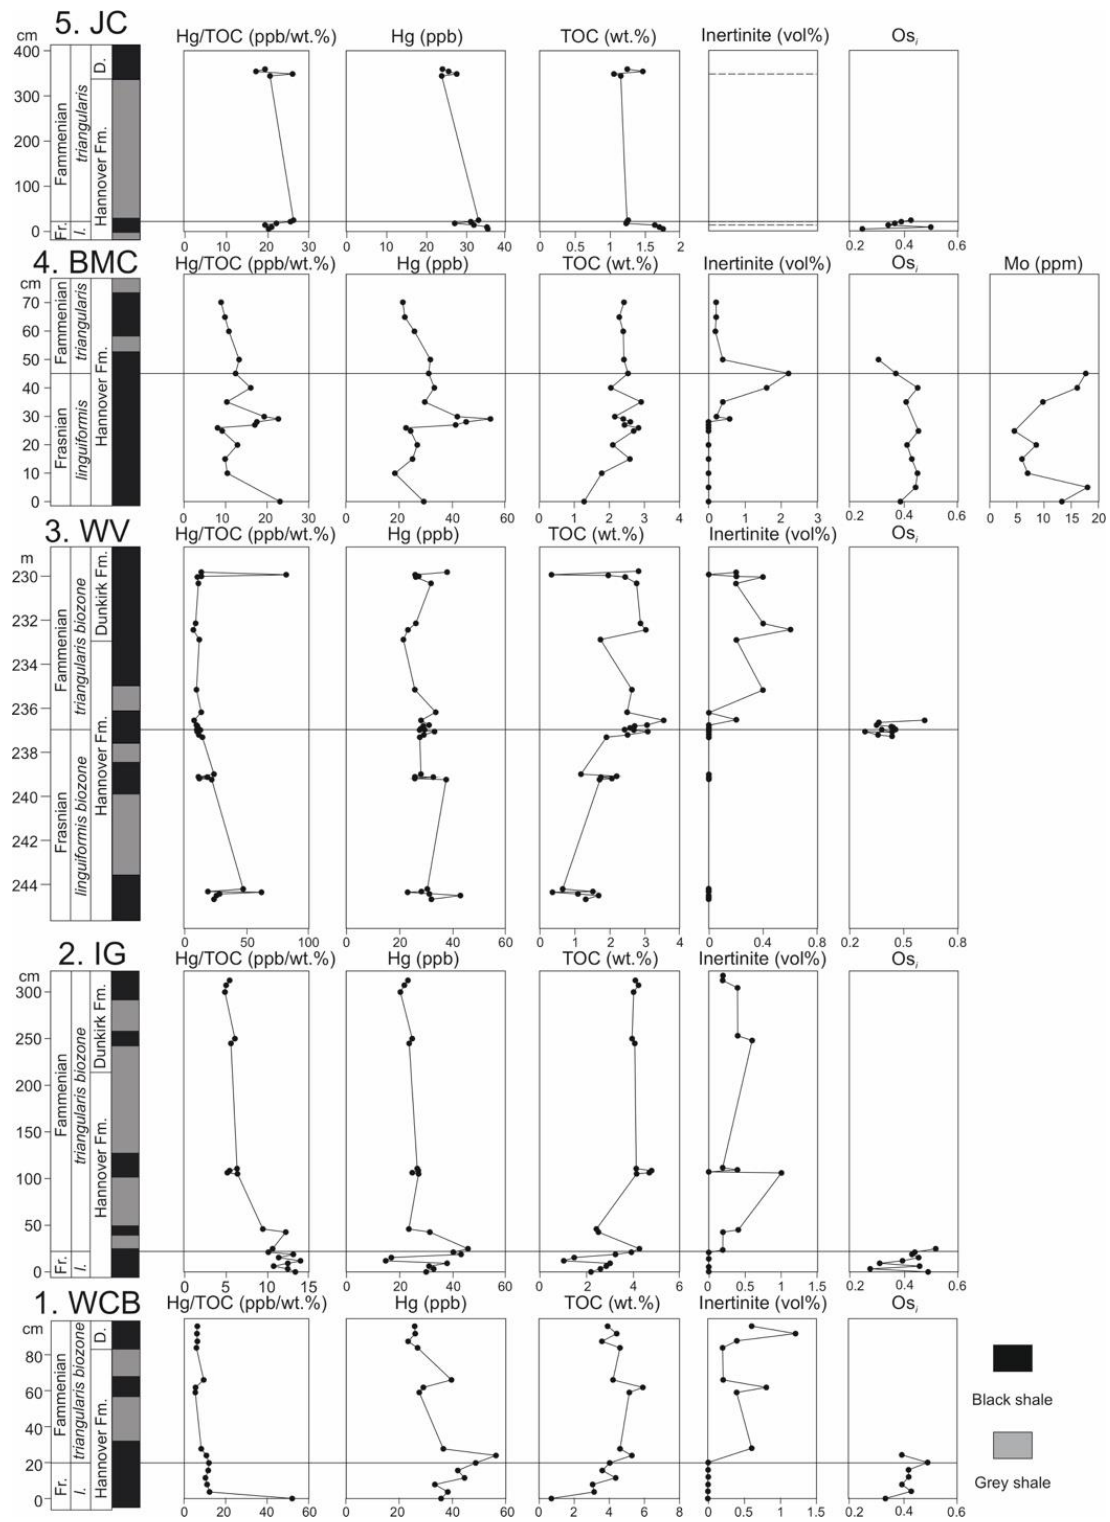 5. JC
cm
Hg/TOC (ppb/wt.%) Hg (ppb) TOC (wt.%) Inertinite (vol%) Osi
400
300
200
100
0
Fammenian
Fr.
triangularis
l.
D.
Hannover Fm.
0 10 20 30 0 20 40 60 0 0.5 1.0 1.5 2 0.2 0.4 0.6
4. BMC
cm
Hg/TOC (ppb/wt.%) Hg (ppb) TOC (wt.%) Inertinite (vol%) Osi Mo (ppm)
70
60
50
40
30
20
10
0
Fammenian
Frasnian
triangularis
linguiformis
Hannover Fm.
0 10 20 30 0 20 40 60 0 1 2 3 4 0 1 2 3 0.2 0.4 0.6 0 5 10 15 20
3. WV
m
Hg/TOC (ppb/wt.%) Hg (ppb) TOC (wt.%) Inertinite (vol%) Osi
230
232
234
236
238
240
242
244
Fammenian
Frasnian
triangularis biozone
linguiformis biozone
Dunkirk Fm.
Hannover Fm.
0 50 100 0 20 40 60 0 1 2 3 4 5 0 0.4 0.8 0.2 0.6 0.8
2. IG
cm
Hg/TOC (ppb/wt.%) Hg (ppb) TOC (wt.%) Inertinite (vol%) Osi
300
250
200
150
100
50
0
Fammenian
Fr.
triangularis biozone
l.
Dunkirk Fm.
Hannover Fm.
0 5 10 15 0 20 40 60 0 2 4 6 0 0.5 1.0 1.5 0.2 0.4 0.6
1. WCB
cm
Hg/TOC (ppb/wt.%) Hg (ppb) TOC (wt.%) Inertinite (vol%) Osi
80
60
40
20
0
Fammenian
Fr.
triangularis biozone
l.
D.
Hannover Fm.
0 20 40 60 0 20 40 60 0 2 4 6 8 0 0.5 1 1.5 0.2 0.4 0.6
Black shale
Grey shale